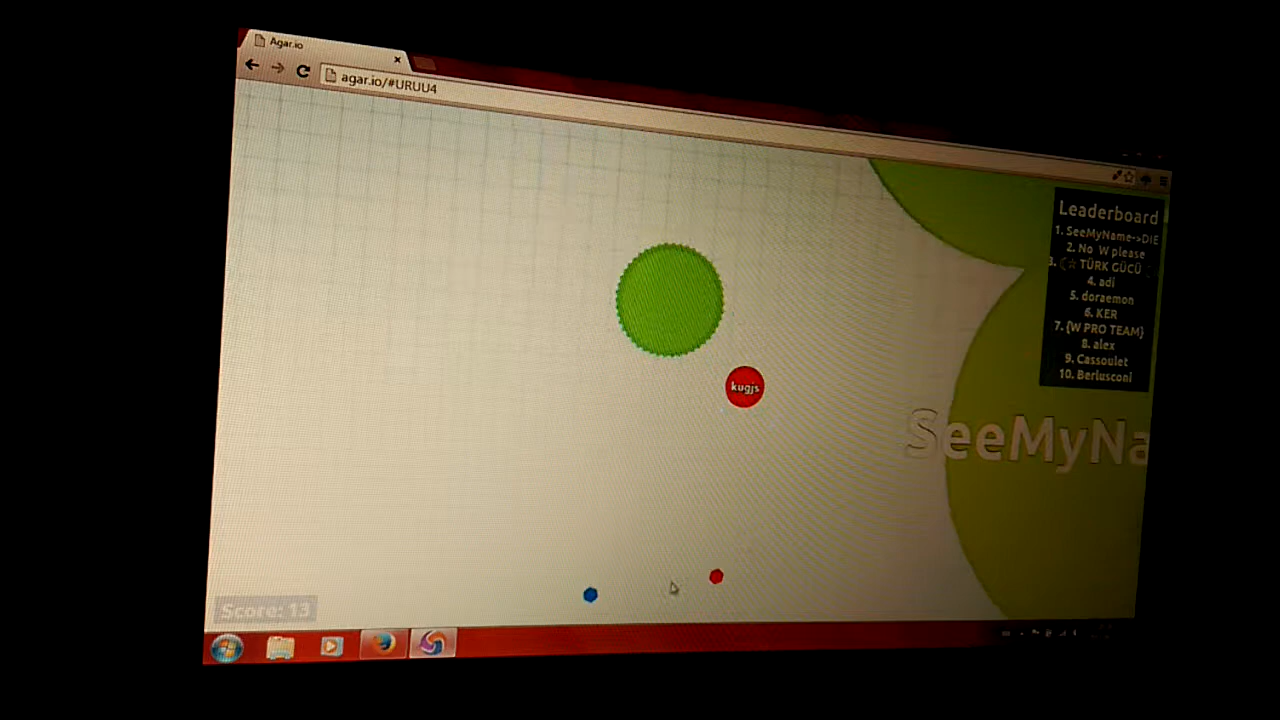 Agar.io
agar.io/#URUU4
Leaderboard
1. SeeMyName->DIE
2. No W please
3. ☾☆ TÜRK GÜCÜ
4. adi
5. doraemon
6. KER
7. {W PRO TEAM}
8. alex
9. Cassoulet
10. Berlusconi
kugjs
SeeMyNa
Score: 13